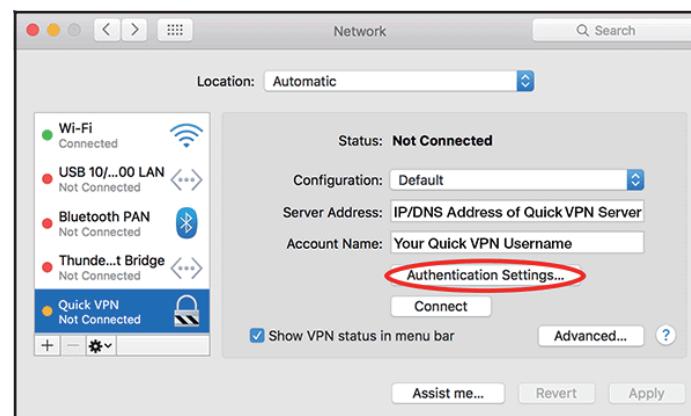 Network
Search
Location: Automatic
Wi-Fi
Connected
USB 10/...00 LAN
Not Connected
Bluetooth PAN
Not Connected
Thunde...t Bridge
Not Connected
Quick VPN
Not Connected
Status: Not Connected
Configuration: Default
Server Address: IP/DNS Address of Quick VPN Server
Account Name: Your Quick VPN Username
Authentication Settings...
Connect
Show VPN status in menu bar
Advanced... ?
Assist me... Revert Apply